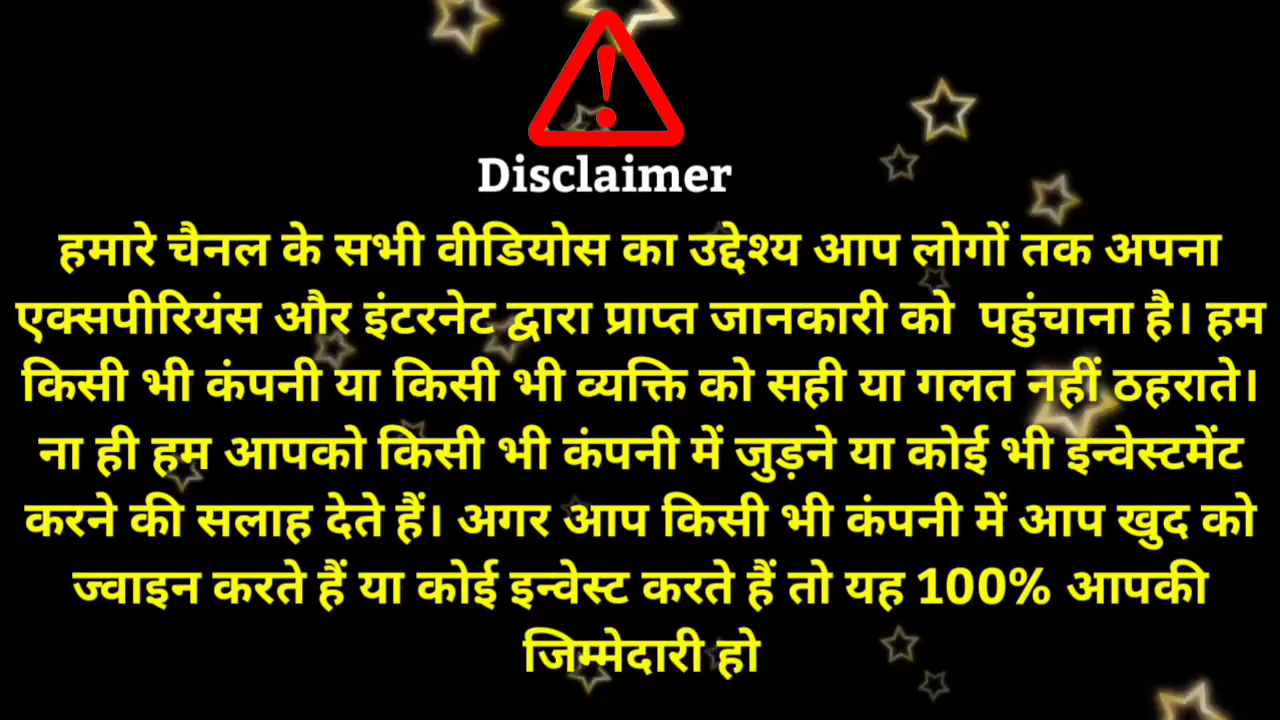 Disclaimer
हमारे चैनल के सभी वीडियोस का उद्देश्य आप लोगों तक अपना
एक्सपीरियंस और इंटरनेट द्वारा प्राप्त जानकारी को पहुंचाना है। हम
किसी भी कंपनी या किसी भी व्यक्ति को सही या गलत नहीं ठहराते।
ना ही हम आपको किसी भी कंपनी में जुड़ने या कोई भी इन्वेस्टमेंट
करने की सलाह देते हैं। अगर आप किसी भी कंपनी में आप खुद को
ज्वाइन करते हैं या कोई इन्वेस्ट करते हैं तो यह 100% आपकी
जिम्मेदारी हो